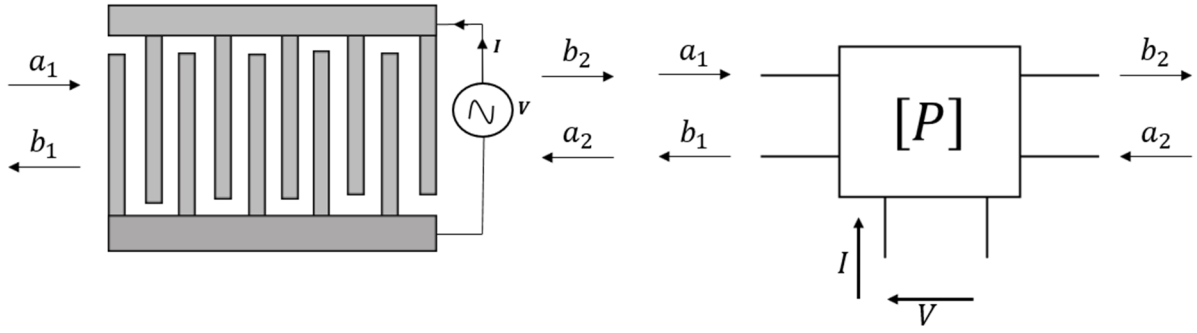 a₁
b₁
I
V
b₂
a₂
a₁
b₁
[P]
b₂
a₂
I
V